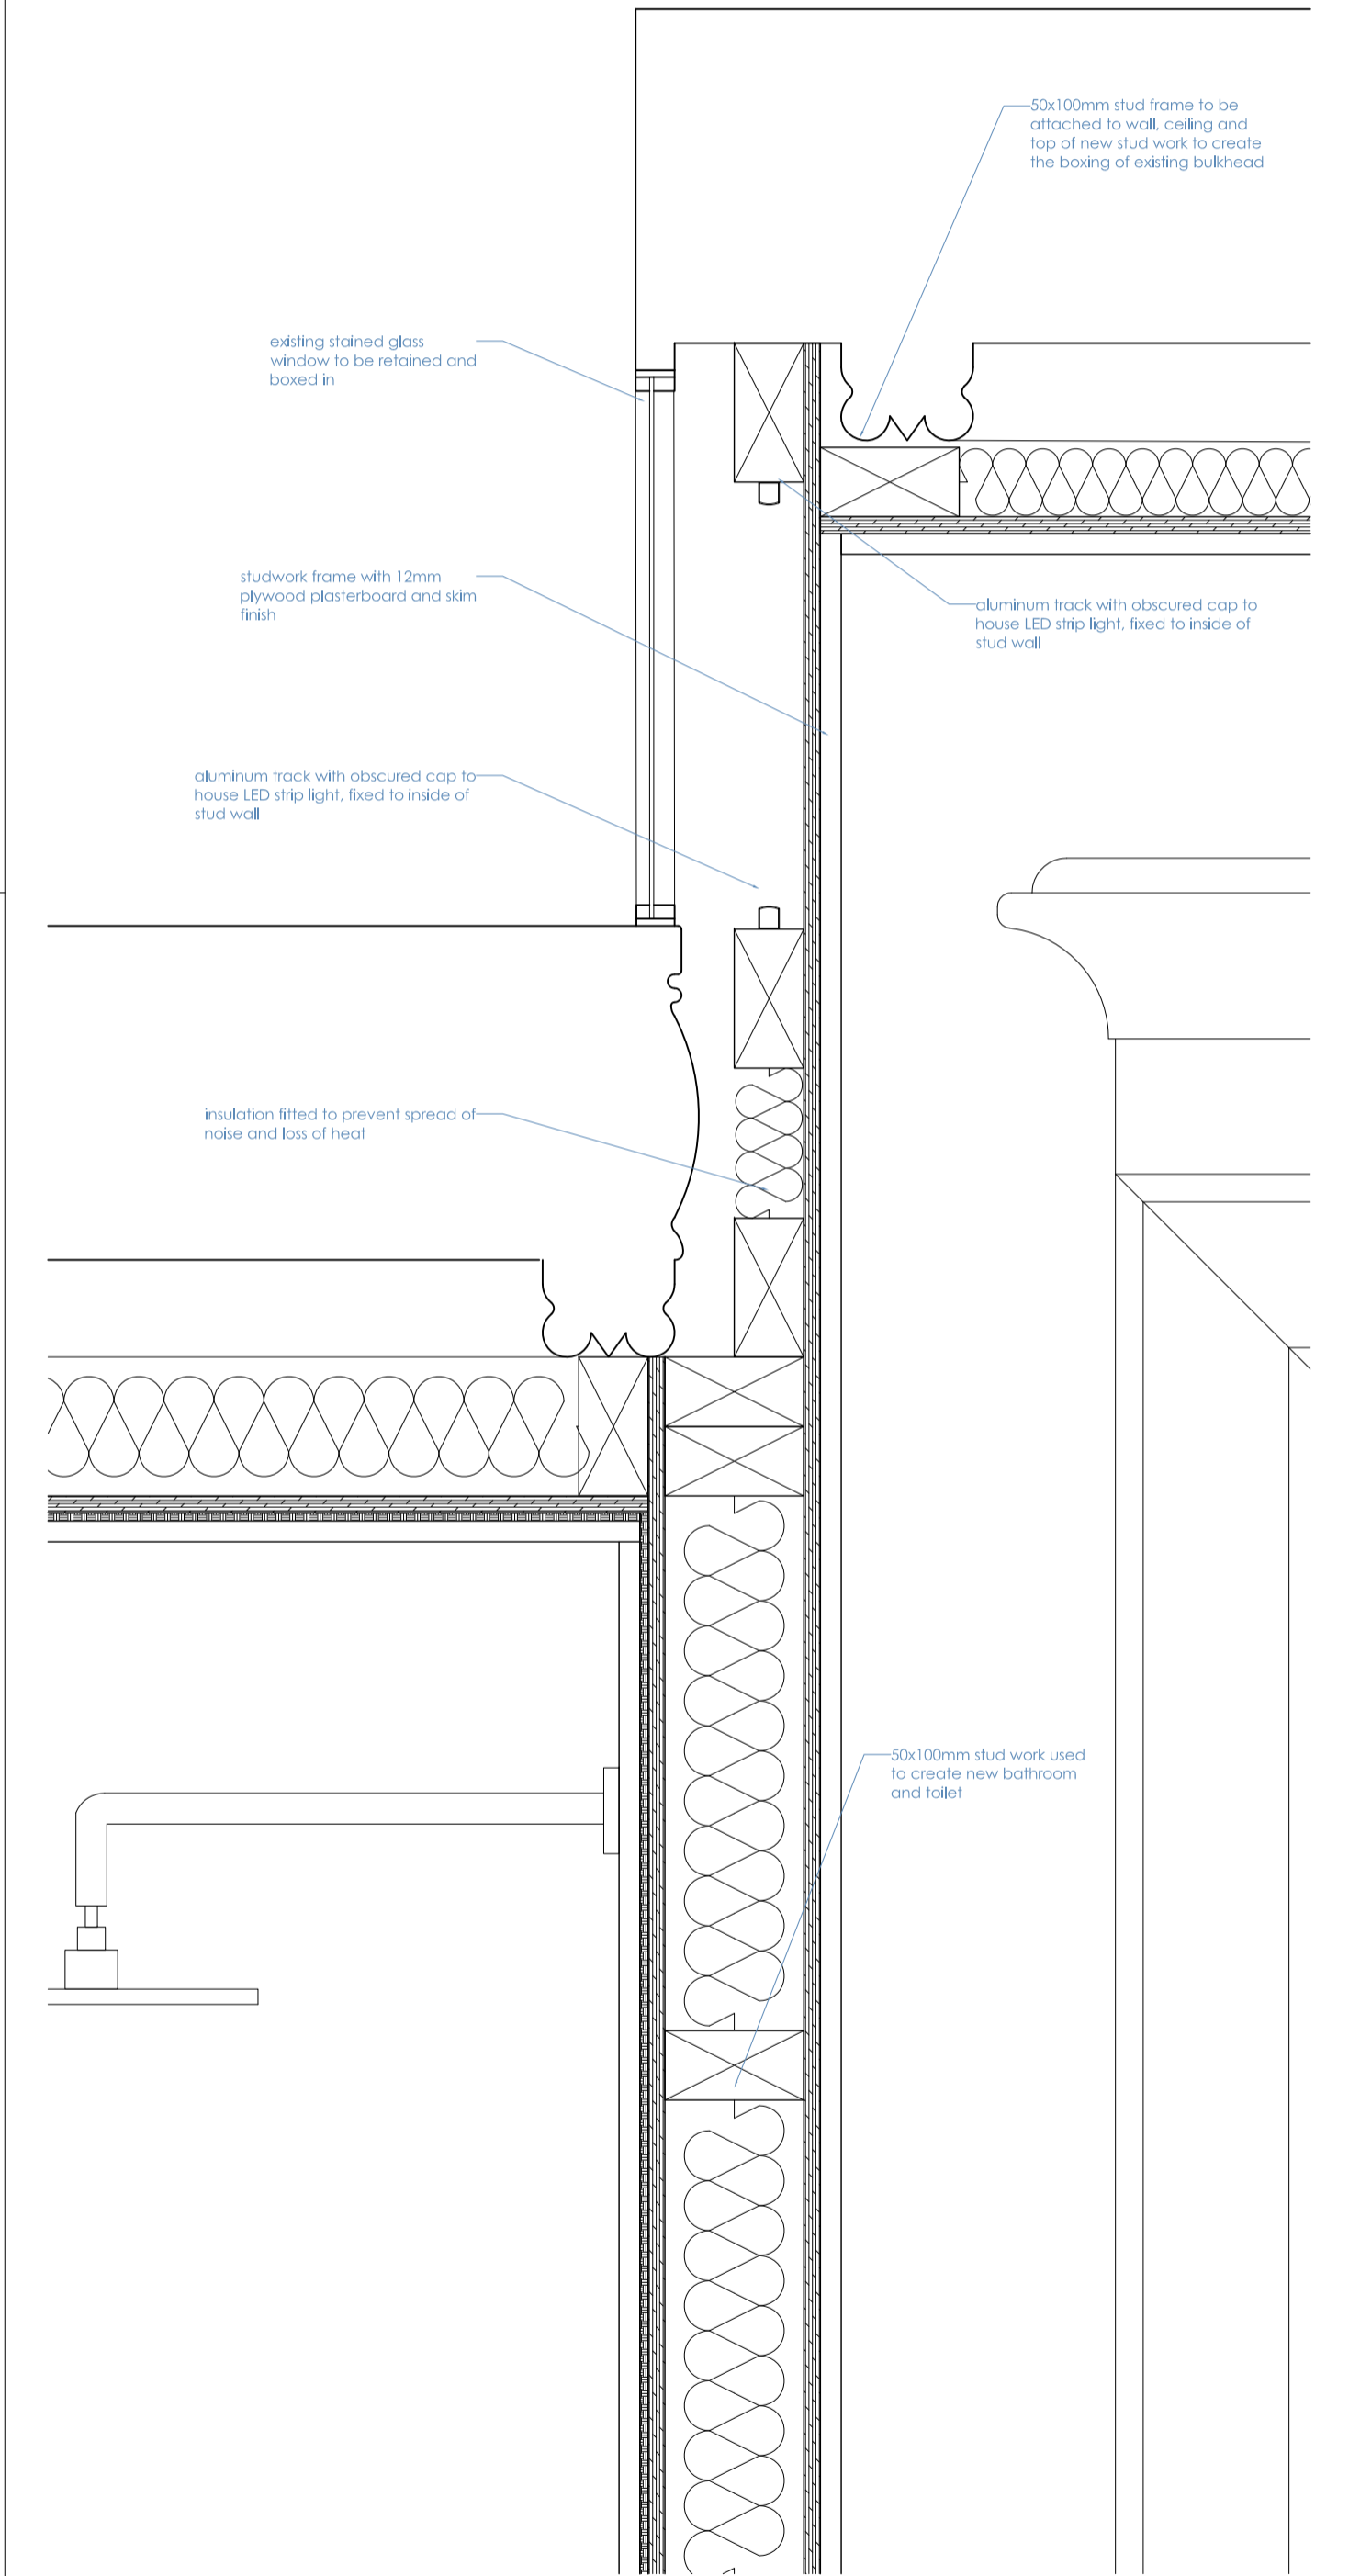 50x100mm stud frame to be
attached to wall, ceiling and
top of new stud work to create
the boxing of existing bulkhead
existing stained glass
window to be retained and
boxed in
studwork frame with 12mm
plywood plasterboard and skim
finish
aluminum track with obscured cap to
house LED strip light, fixed to inside of
stud wall
aluminum track with obscured cap to
house LED strip light, fixed to inside of
stud wall
insulation fitted to prevent spread of
noise and loss of heat
50x100mm stud work used
to create new bathroom
and toilet